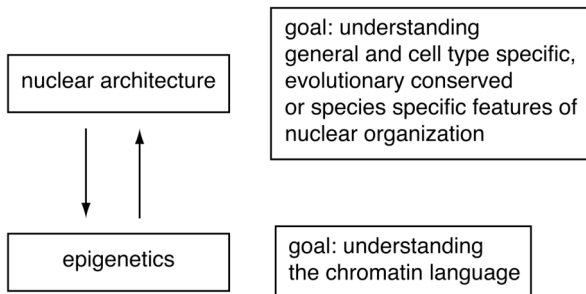 nuclear architecture
goal: understanding
general and cell type specific,
evolutionary conserved
or species specific features of
nuclear organization
epigenetics
goal: understanding
the chromatin language